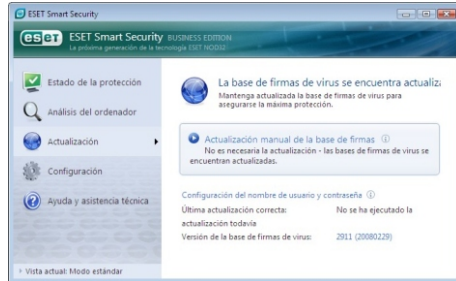 ESET Smart Security
eset ESET Smart Security BUSINESS EDITION
La próxima generación de la tecnología ESET NOD32
Estado de la protección
Análisis del ordenador
Actualización
Configuración
Ayuda y asistencia técnica
Vista actual: Modo estándar
La base de firmas de virus se encuentra actualiz
Mantenga actualizada la base de firmas de virus para
asegurarse la máxima protección.
Actualización manual de la base de firmas
No es necesaria la actualización - las bases de firmas de virus se
encuentran actualizadas.
Configuración del nombre de usuario y contraseña
Última actualización correcta: No se ha ejecutado la
actualización todavía
Versión de la base de firmas de virus: 2911 (20080229)